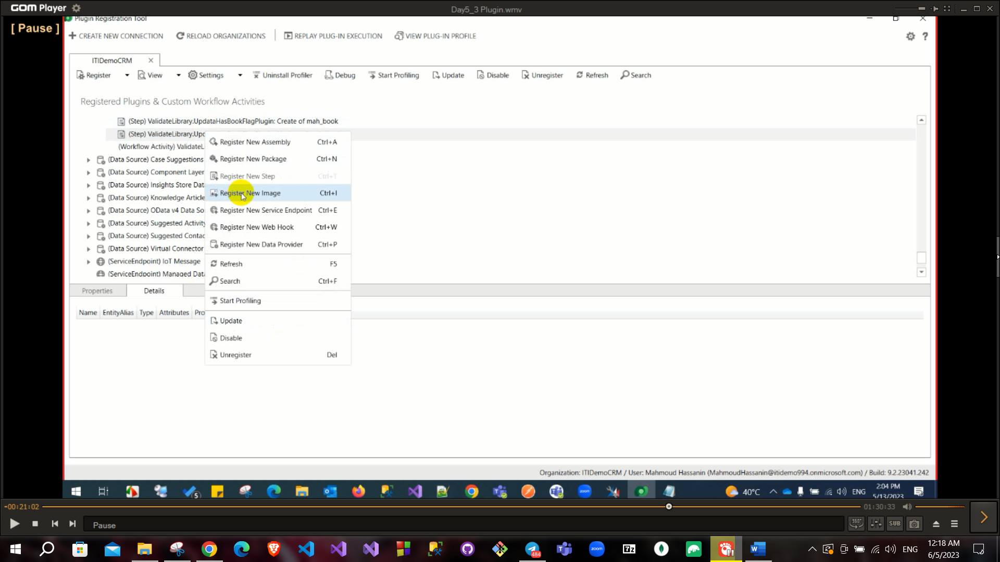 GOM Player
Day5_3 Plugin.wmv
[ Pause ]
Plugin Registration Tool
CREATE NEW CONNECTION
RELOAD ORGANIZATIONS
REPLAY PLUG-IN EXECUTION
VIEW PLUG-IN PROFILE
?
ITIDemoCRM
Register
View
Settings
Uninstall Profiler
Debug
Start Profiling
Update
Disable
Unregister
Refresh
Search
Registered Plugins & Custom Workflow Activities
(Step) ValidateLibrary.UpdataHasBookFlagPlugin: Create of mah_book
(Step) ValidateLibrary.Upd
(Workflow Activity) ValidateL
(Data Source) Case Suggestions
(Data Source) Component Layer
(Data Source) Insights Store Dat
(Data Source) Knowledge Article
(Data Source) OData v4 Data So
(Data Source) Suggested Activity
(Data Source) Suggested Contac
(Data Source) Virtual Connector
(ServiceEndpoint) IoT Message
(ServiceEndpoint) Managed Data
Register New Assembly Ctrl+A
Register New Package Ctrl+N
Register New Step Ctrl+T
Register New Image Ctrl+I
Register New Service Endpoint Ctrl+E
Register New Web Hook Ctrl+W
Register New Data Provider Ctrl+P
Refresh F5
Search Ctrl+F
Start Profiling
Update
Disable
Unregister Del
Properties
Details
Name EntityAlias Type Attributes Pro
Organization: ITIDemoCRM / User: Mahmoud Hassanin (MahmoudHassanin@itidemo994.onmicrosoft.com) / Build: 9.2.23041.242
5
zoom
40°C
ENG
2:04 PM
5/13/2023
-00:21:02
01:30:33
Pause
360°
SUB
484
zoom
7z
ENG
12:18 AM
6/5/2023